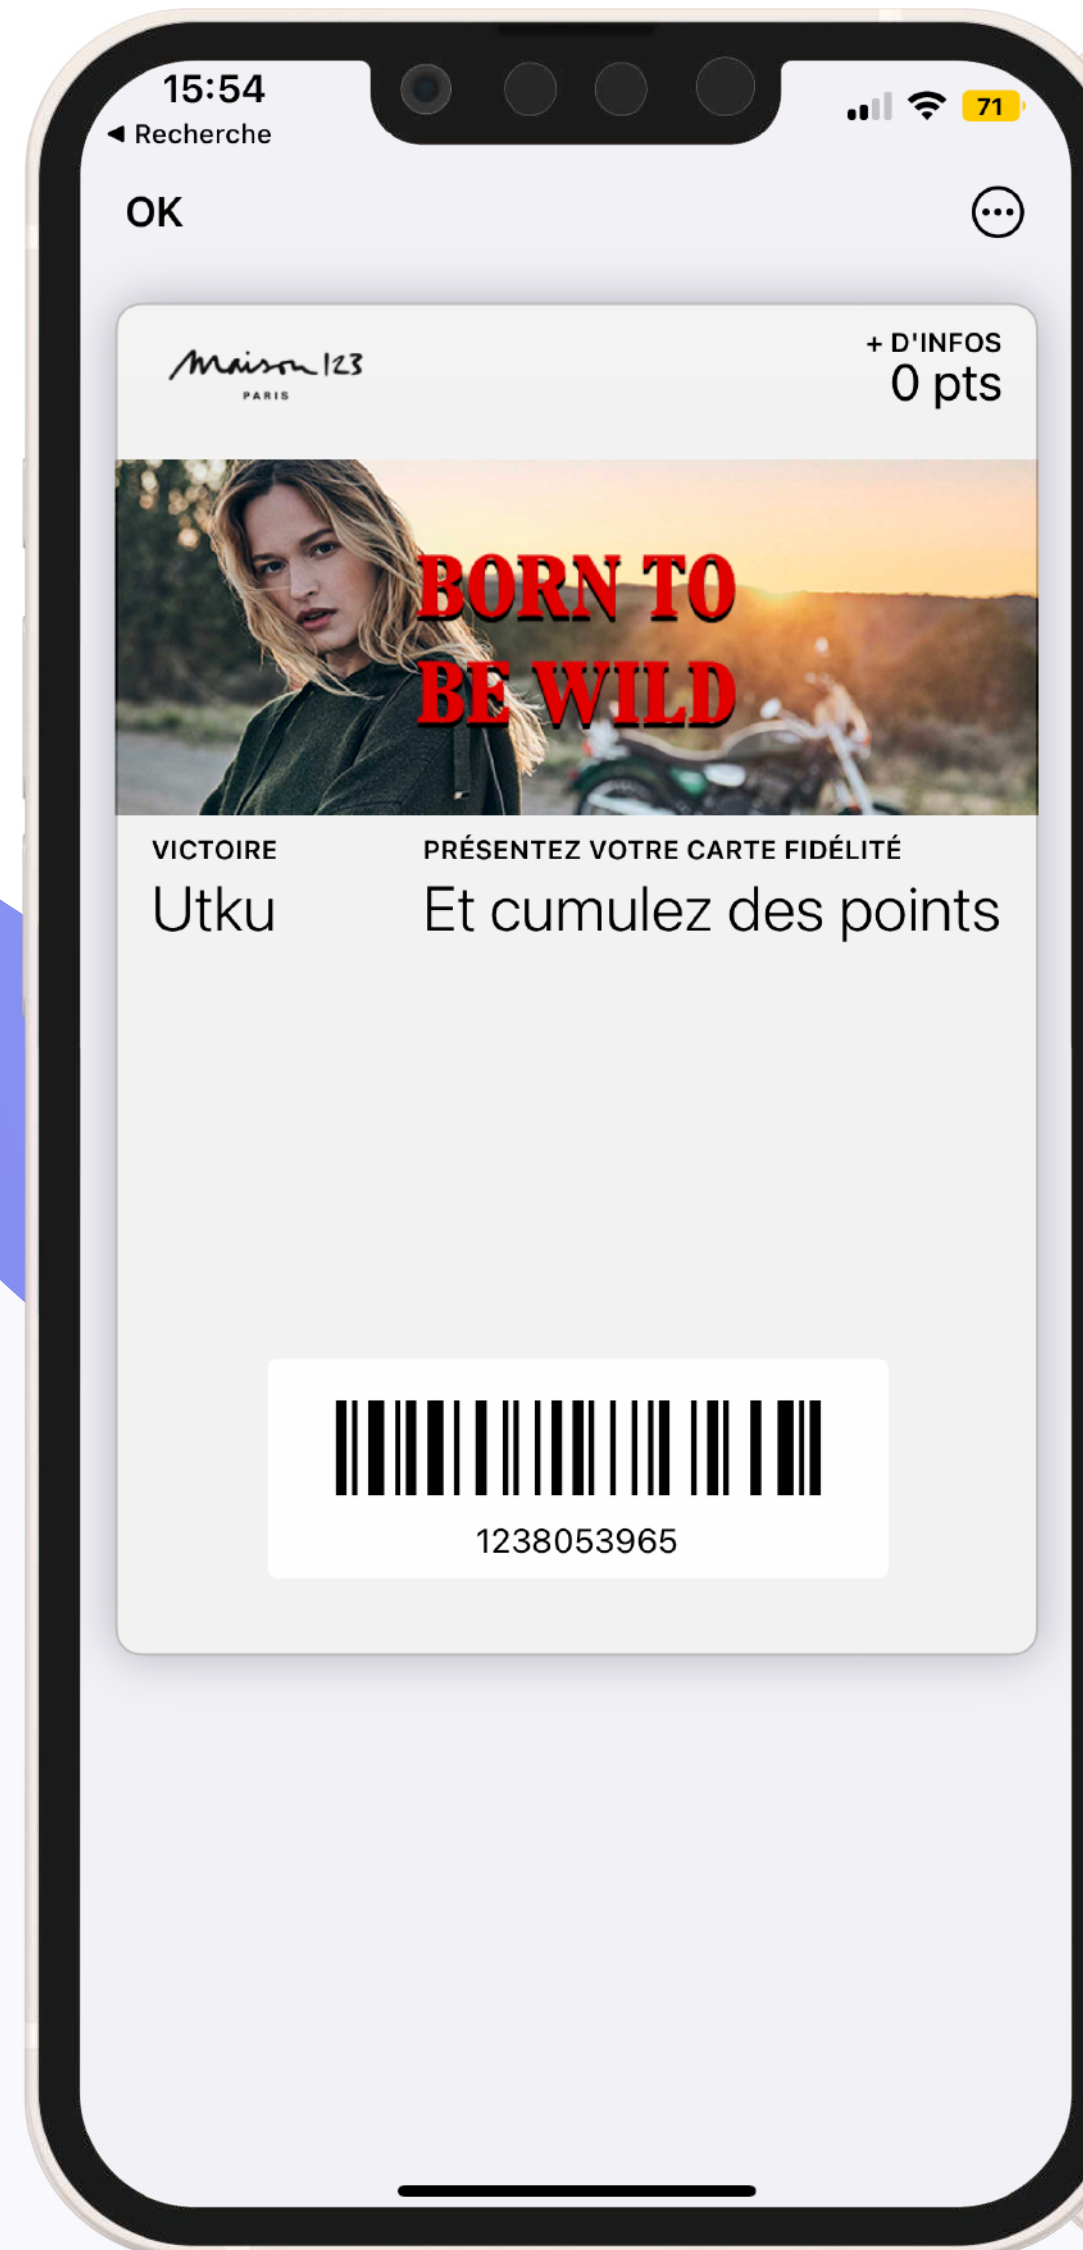 15:54
71
◀ Recherche
OK
Maison 123
PARIS
+ D'INFOS
0 pts
BORN TO
BE WILD
VICTOIRE
Utku
PRÉSENTEZ VOTRE CARTE FIDÉLITÉ
Et cumulez des points
1238053965